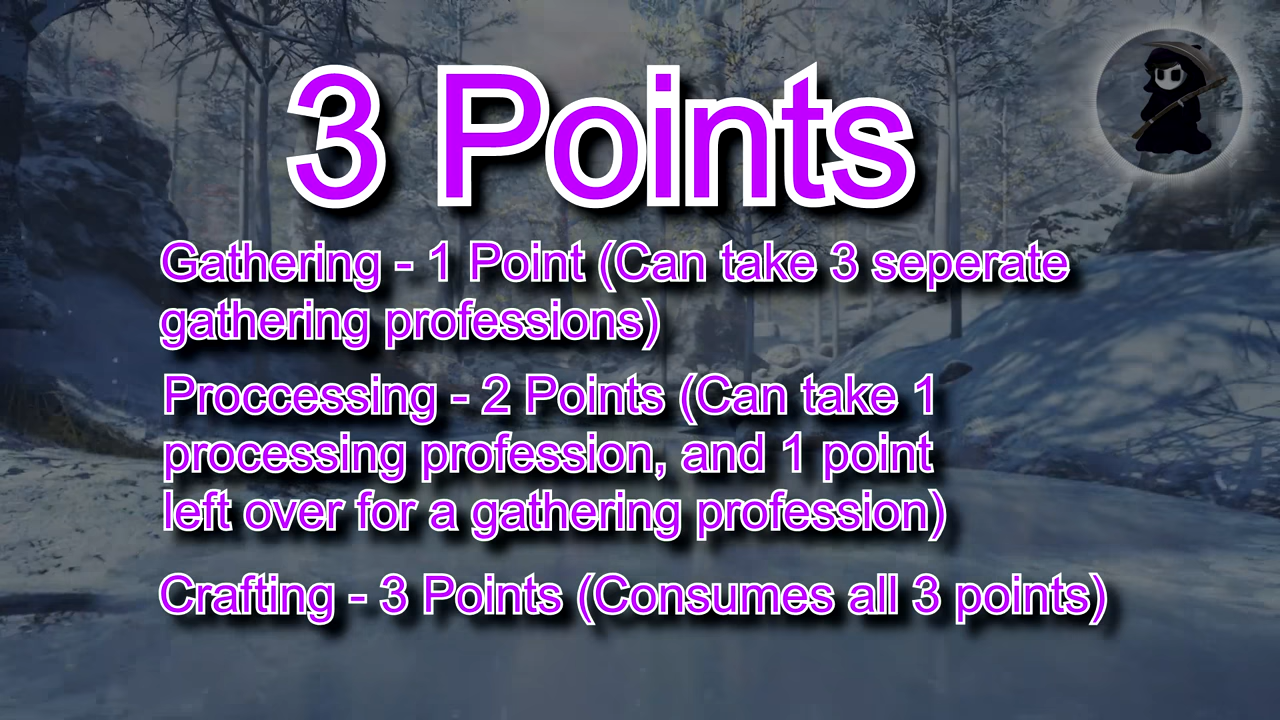 3 Points
Gathering - 1 Point (Can take 3 seperate
gathering professions)
Proccessing - 2 Points (Can take 1
processing profession, and 1 point
left over for a gathering profession)
Crafting - 3 Points (Consumes all 3 points)